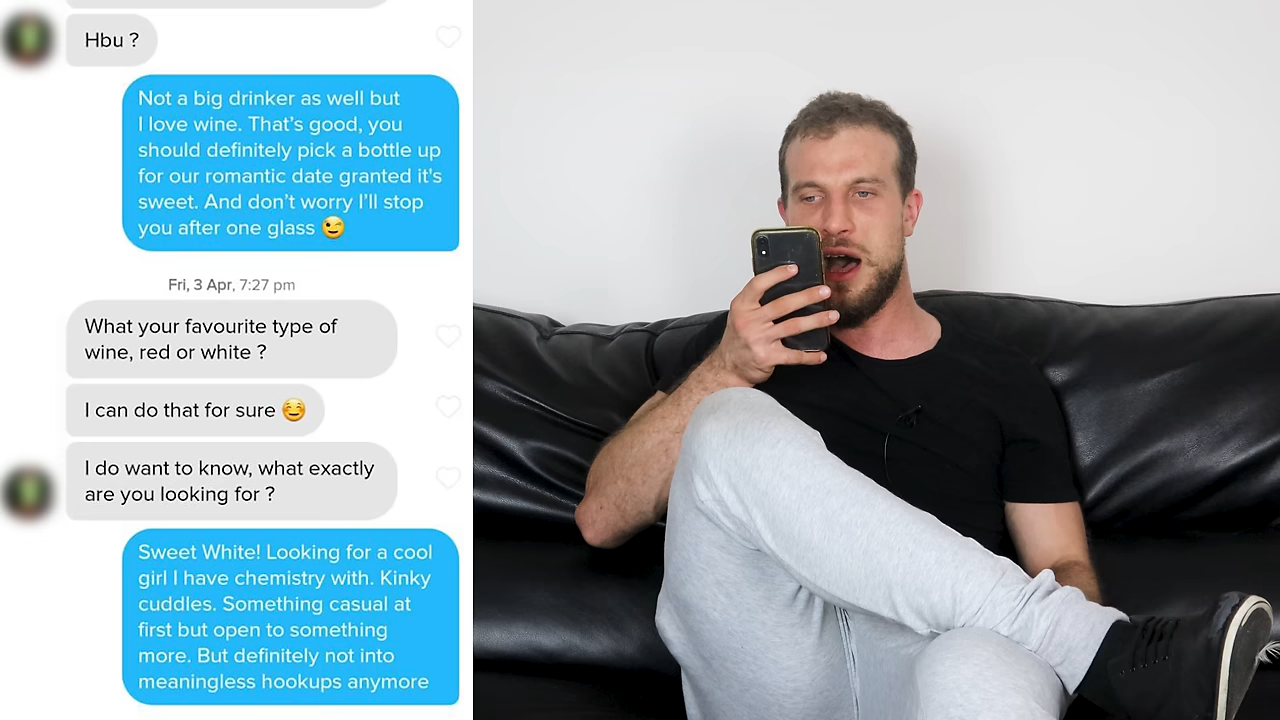 Hbu ?
Not a big drinker as well but
I love wine. That's good, you
should definitely pick a bottle up
for our romantic date granted it's
sweet. And don't worry I'll stop
you after one glass 😉
Fri, 3 Apr, 7:27 pm
What your favourite type of
wine, red or white ?
I can do that for sure 😊
I do want to know, what exactly
are you looking for ?
Sweet White! Looking for a cool
girl I have chemistry with. Kinky
cuddles. Something casual at
first but open to something
more. But definitely not into
meaningless hookups anymore